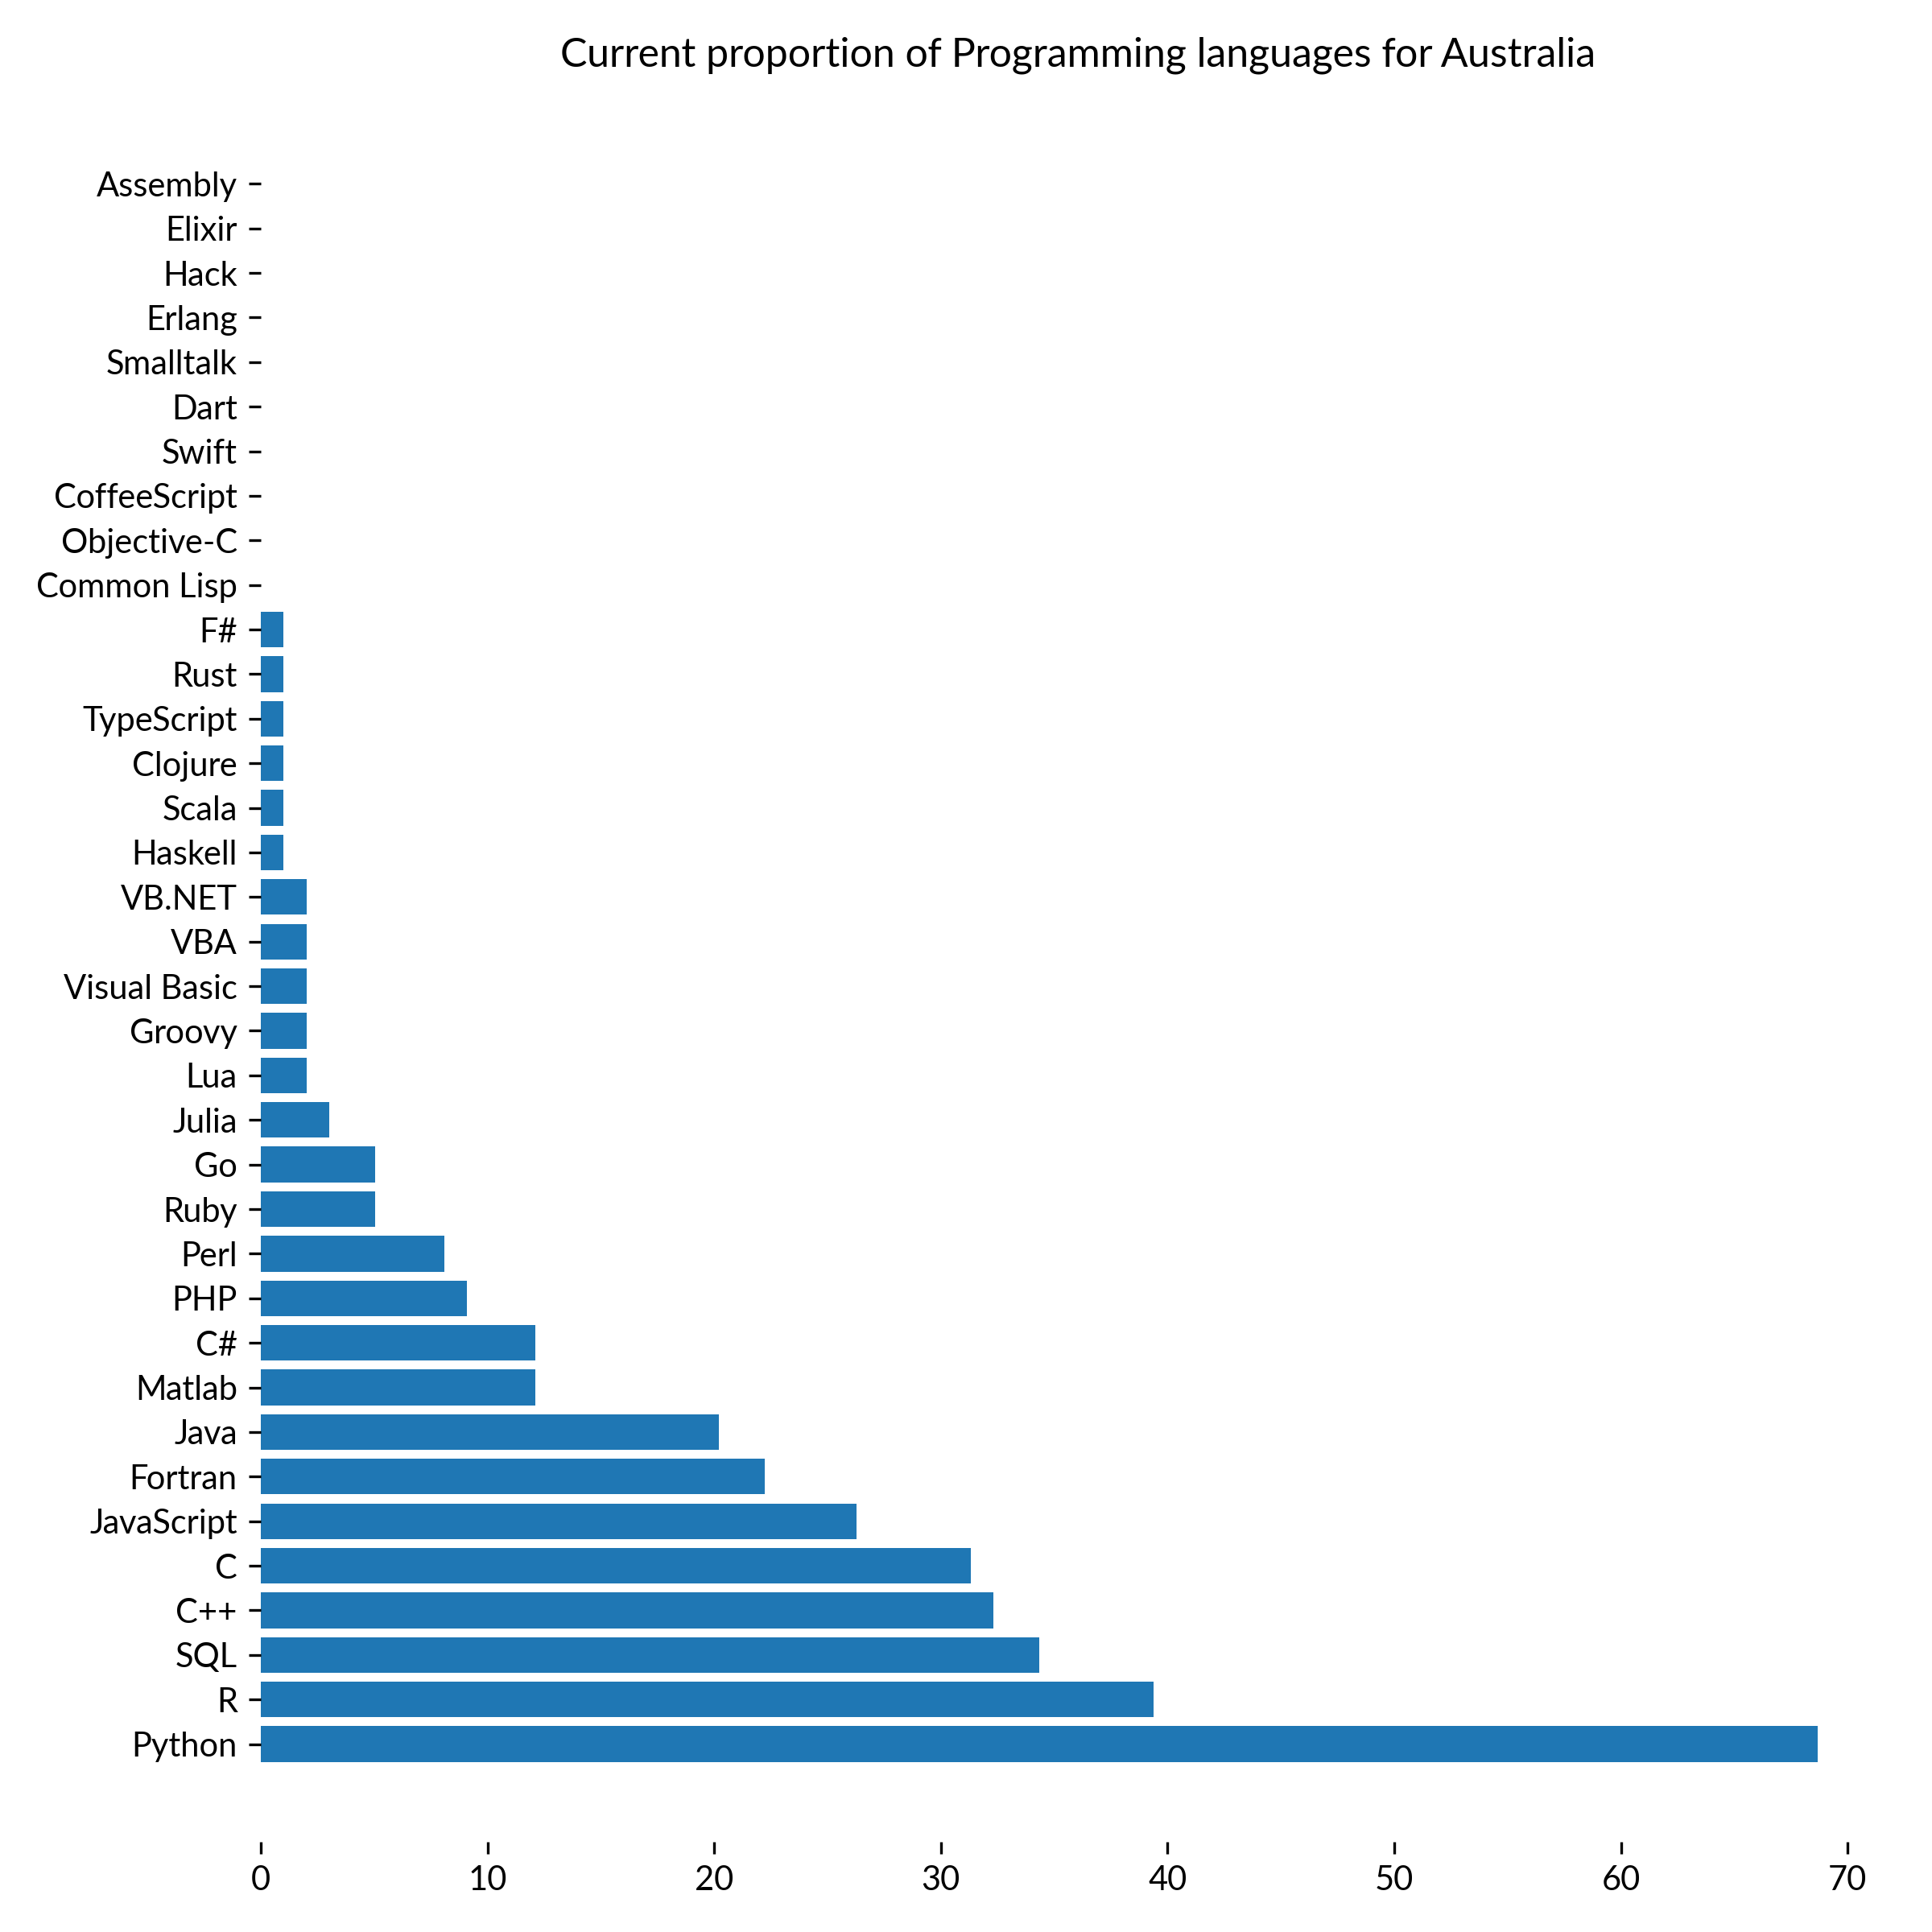 Current proportion of Programming languages for Australia
Assembly
Elixir
Hack
Erlang
Smalltalk
Dart
Swift
CoffeeScript
Objective-C
Common Lisp
F#
Rust
TypeScript
Clojure
Scala
Haskell
VB.NET
VBA
Visual Basic
Groovy
Lua
Julia
Go
Ruby
Perl
PHP
C#
Matlab
Java
Fortran
JavaScript
C
C++
SQL
R
Python
0 10 20 30 40 50 60 70